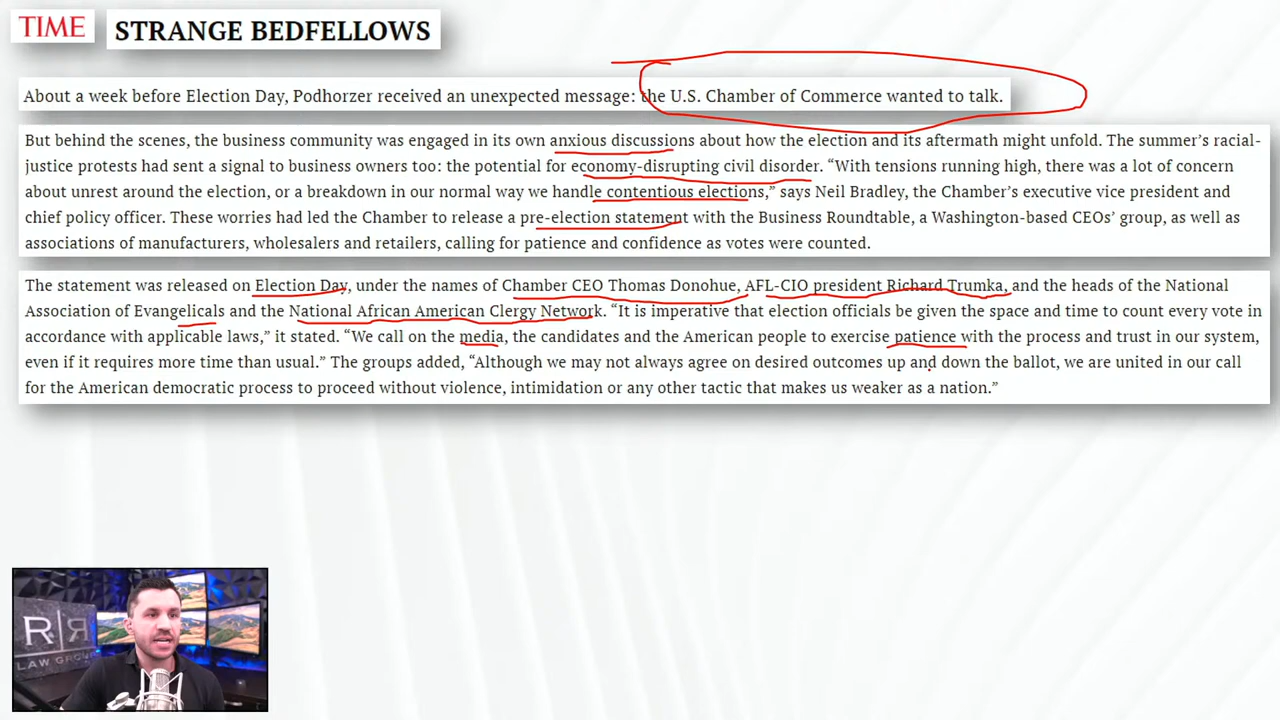 TIME
STRANGE BEDFELLOWS
About a week before Election Day, Podhorzer received an unexpected message: the U.S. Chamber of Commerce wanted to talk.
But behind the scenes, the business community was engaged in its own anxious discussions about how the election and its aftermath might unfold. The summer’s racial-
justice protests had sent a signal to business owners too: the potential for economy-disrupting civil disorder. “With tensions running high, there was a lot of concern
about unrest around the election, or a breakdown in our normal way we handle contentious elections,” says Neil Bradley, the Chamber’s executive vice president and
chief policy officer. These worries had led the Chamber to release a pre-election statement with the Business Roundtable, a Washington-based CEOs’ group, as well as
associations of manufacturers, wholesalers and retailers, calling for patience and confidence as votes were counted.
The statement was released on Election Day, under the names of Chamber CEO Thomas Donohue, AFL-CIO president Richard Trumka, and the heads of the National
Association of Evangelicals and the National African American Clergy Network. “It is imperative that election officials be given the space and time to count every vote in
accordance with applicable laws,” it stated. “We call on the media, the candidates and the American people to exercise patience with the process and trust in our system,
even if it requires more time than usual.” The groups added, “Although we may not always agree on desired outcomes up and down the ballot, we are united in our call
for the American democratic process to proceed without violence, intimidation or any other tactic that makes us weaker as a nation.”
R|R
LAW GROUP